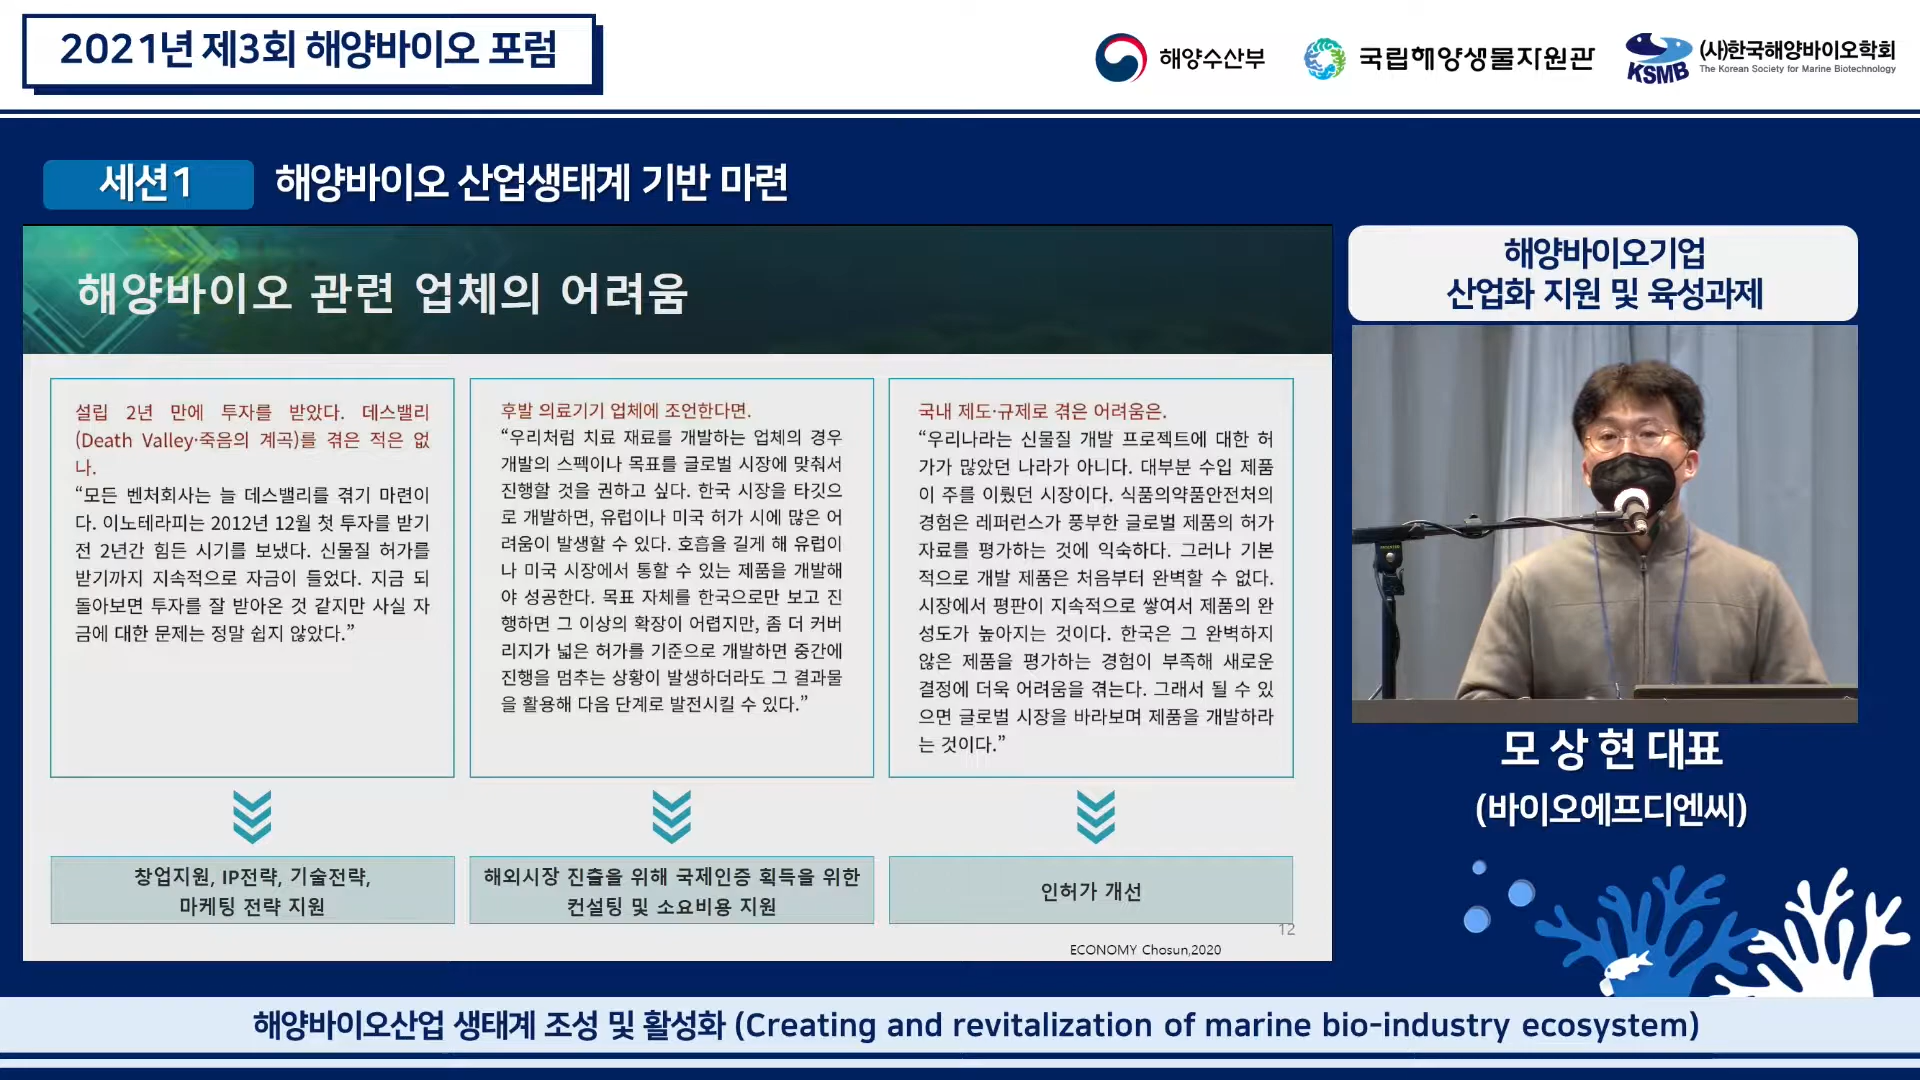 2021년 제3회 해양바이오 포럼
해양수산부
국립해양생물자원관
KSMB
(사)한국해양바이오학회
The Korean Society for Marine Biotechnology
세션1
해양바이오 산업생태계 기반 마련
해양바이오 관련 업체의 어려움
설립 2년 만에 투자를 받았다. 데스밸리
(Death Valley·죽음의 계곡)를 겪은 적은 없
나.
“모든 벤처회사는 늘 데스밸리를 겪기 마련이
다. 이노테라피는 2012년 12월 첫 투자를 받기
전 2년간 힘든 시기를 보냈다. 신물질 허가를
받기까지 지속적으로 자금이 들었다. 지금 되
돌아보면 투자를 잘 받아온 것 같지만 사실 자
금에 대한 문제는 정말 쉽지 않았다.”
후발 의료기기 업체에 조언한다면.
“우리처럼 치료 재료를 개발하는 업체의 경우
개발의 스펙이나 목표를 글로벌 시장에 맞춰서
진행할 것을 권하고 싶다. 한국 시장을 타깃으
로 개발하면, 유럽이나 미국 허가 시에 많은 어
려움이 발생할 수 있다. 호흡을 길게 해 유럽이
나 미국 시장에서 통할 수 있는 제품을 개발해
야 성공한다. 목표 자체를 한국으로만 보고 진
행하면 그 이상의 확장이 어렵지만, 좀 더 커버
리지가 넓은 허가를 기준으로 개발하면 중간에
진행을 멈추는 상황이 발생하더라도 그 결과물
을 활용해 다음 단계로 발전시킬 수 있다.”
국내 제도·규제로 겪은 어려움은.
“우리나라는 신물질 개발 프로젝트에 대한 허
가가 많았던 나라가 아니다. 대부분 수입 제품
이 주를 이뤘던 시장이다. 식품의약품안전처의
경험은 레퍼런스가 풍부한 글로벌 제품의 허가
자료를 평가하는 것에 익숙하다. 그러나 기본
적으로 개발 제품은 처음부터 완벽할 수 없다.
시장에서 평판이 지속적으로 쌓여서 제품의 완
성도가 높아지는 것이다. 한국은 그 완벽하지
않은 제품을 평가하는 경험이 부족해 새로운
결정에 더욱 어려움을 겪는다. 그래서 될 수 있
으면 글로벌 시장을 바라보며 제품을 개발하라
는 것이다.”
창업지원, IP전략, 기술전략,
마케팅 전략 지원
해외시장 진출을 위해 국제인증 획득을 위한
컨설팅 및 소요비용 지원
인허가 개선
12
ECONOMY Chosun,2020
해양바이오기업
산업화 지원 및 육성과제
모 상 현 대표
(바이오에프디엔씨)
해양바이오산업 생태계 조성 및 활성화 (Creating and revitalization of marine bio-industry ecosystem)